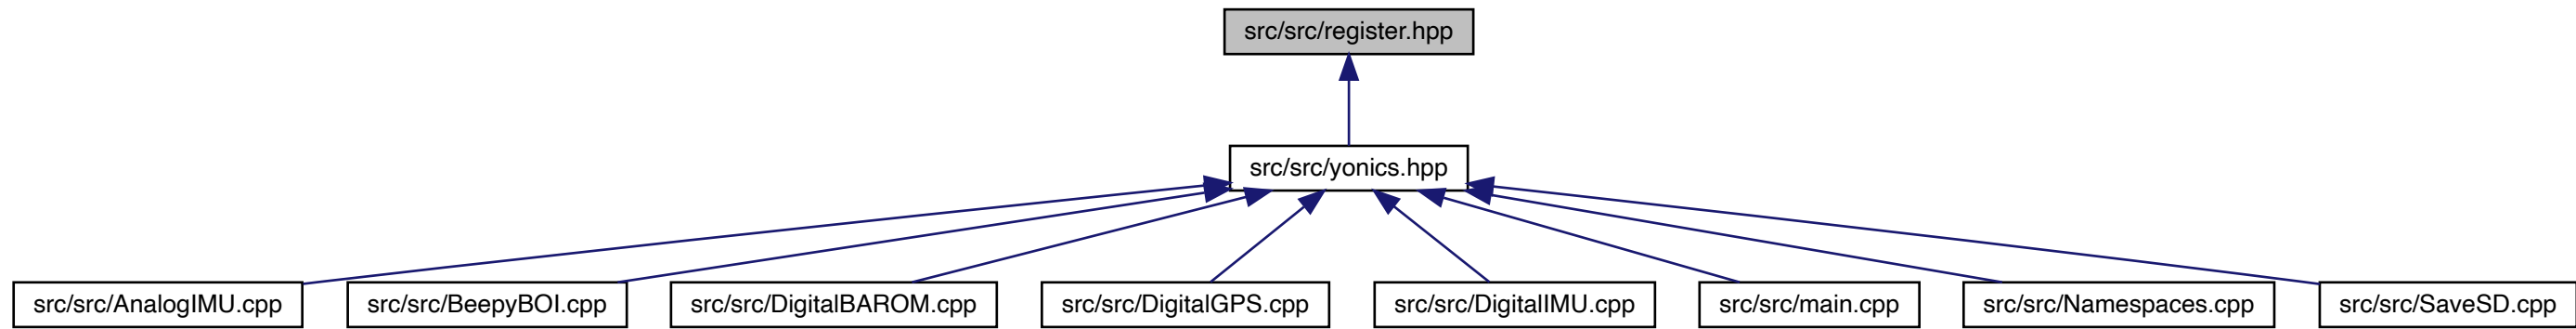 src/src/register.hpp
src/src/yonics.hpp
src/src/AnalogIMU.cpp
src/src/BeepyBOI.cpp
src/src/DigitalBAROM.cpp
src/src/DigitalGPS.cpp
src/src/DigitalIMU.cpp
src/src/main.cpp
src/src/Namespaces.cpp
src/src/SaveSD.cpp